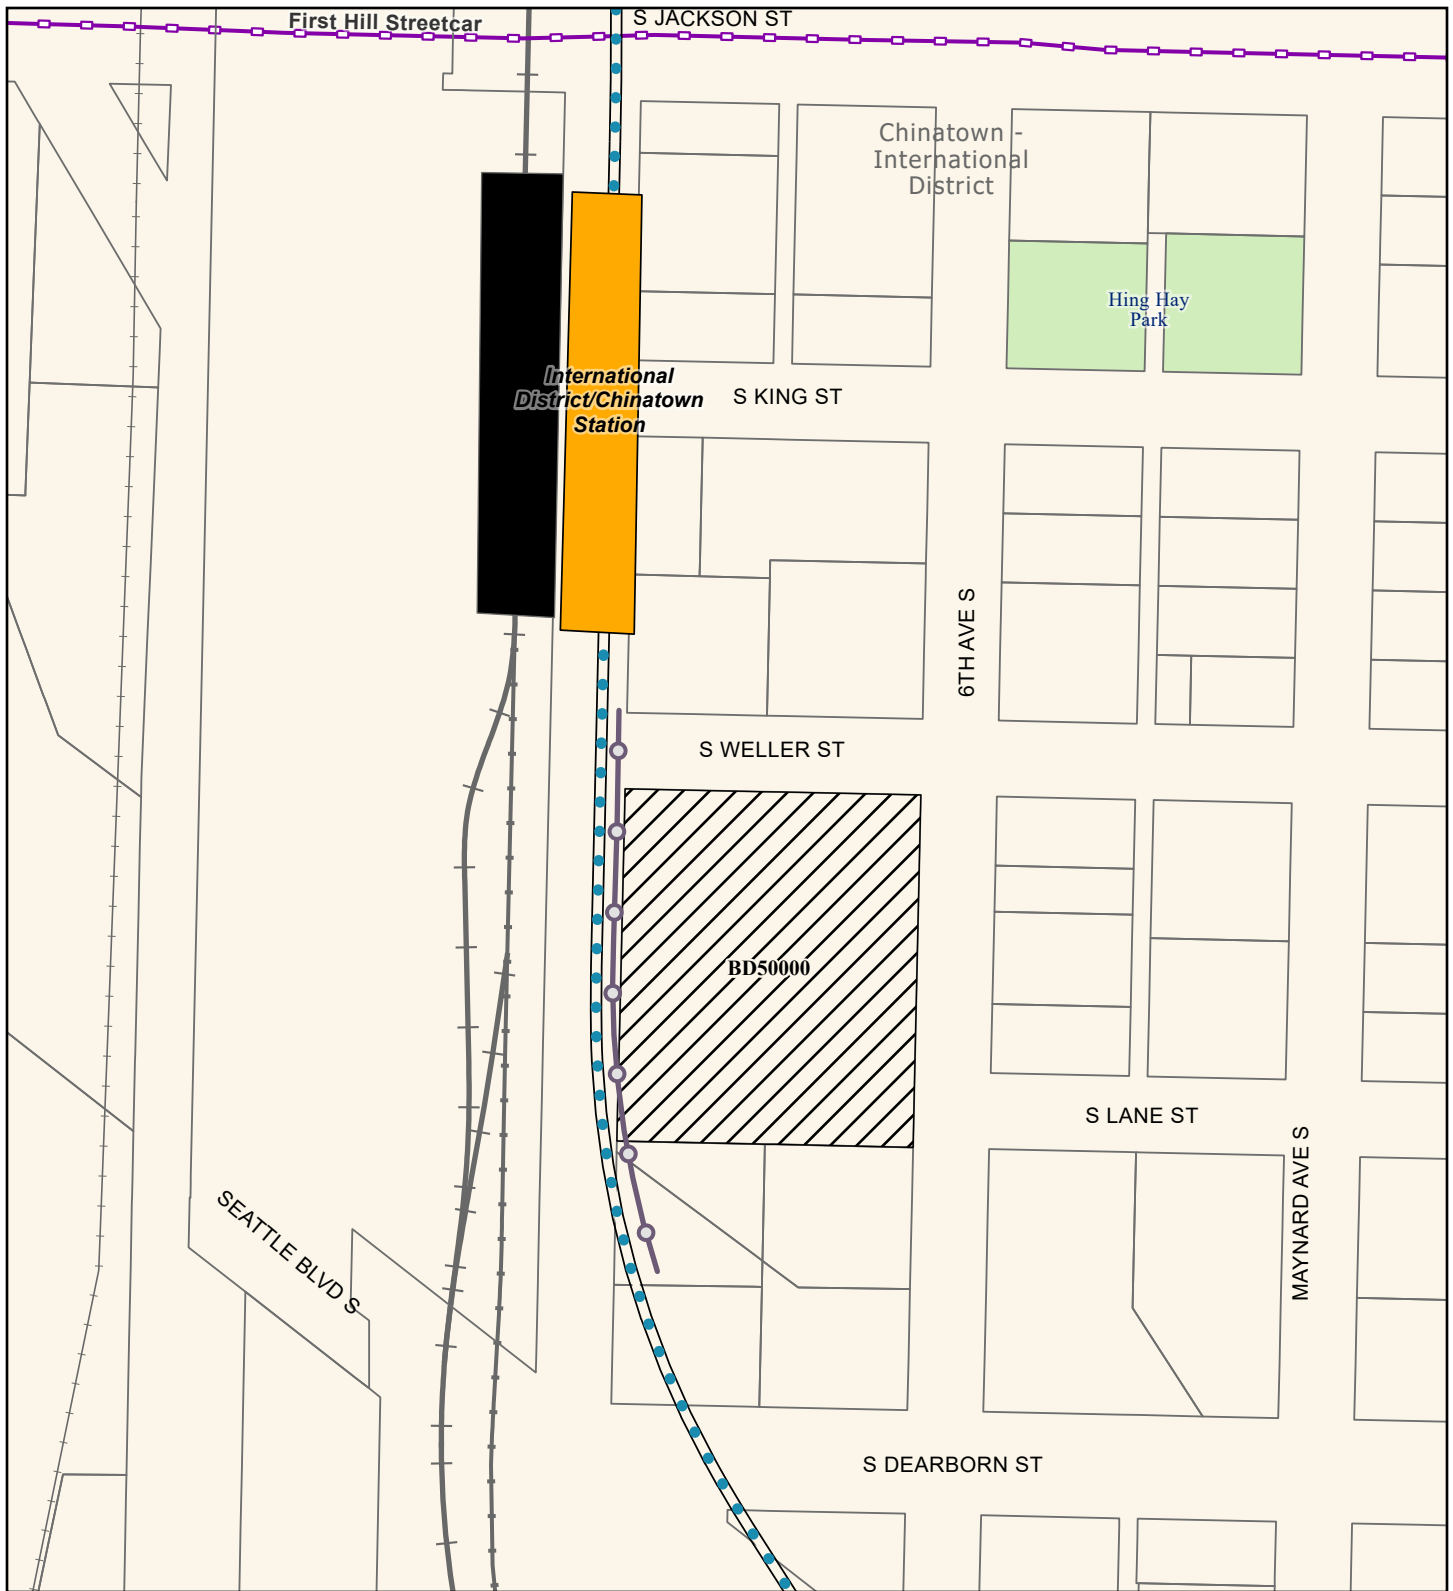 First Hill Streetcar
S JACKSON ST
Chinatown -
International
District
Hing Hay
Park
International
District/Chinatown
Station
S KING ST
6TH AVE S
S WELLER ST
BD50000
S LANE ST
MAYNARD AVE S
SEATTLE BLVD S
S DEARBORN ST